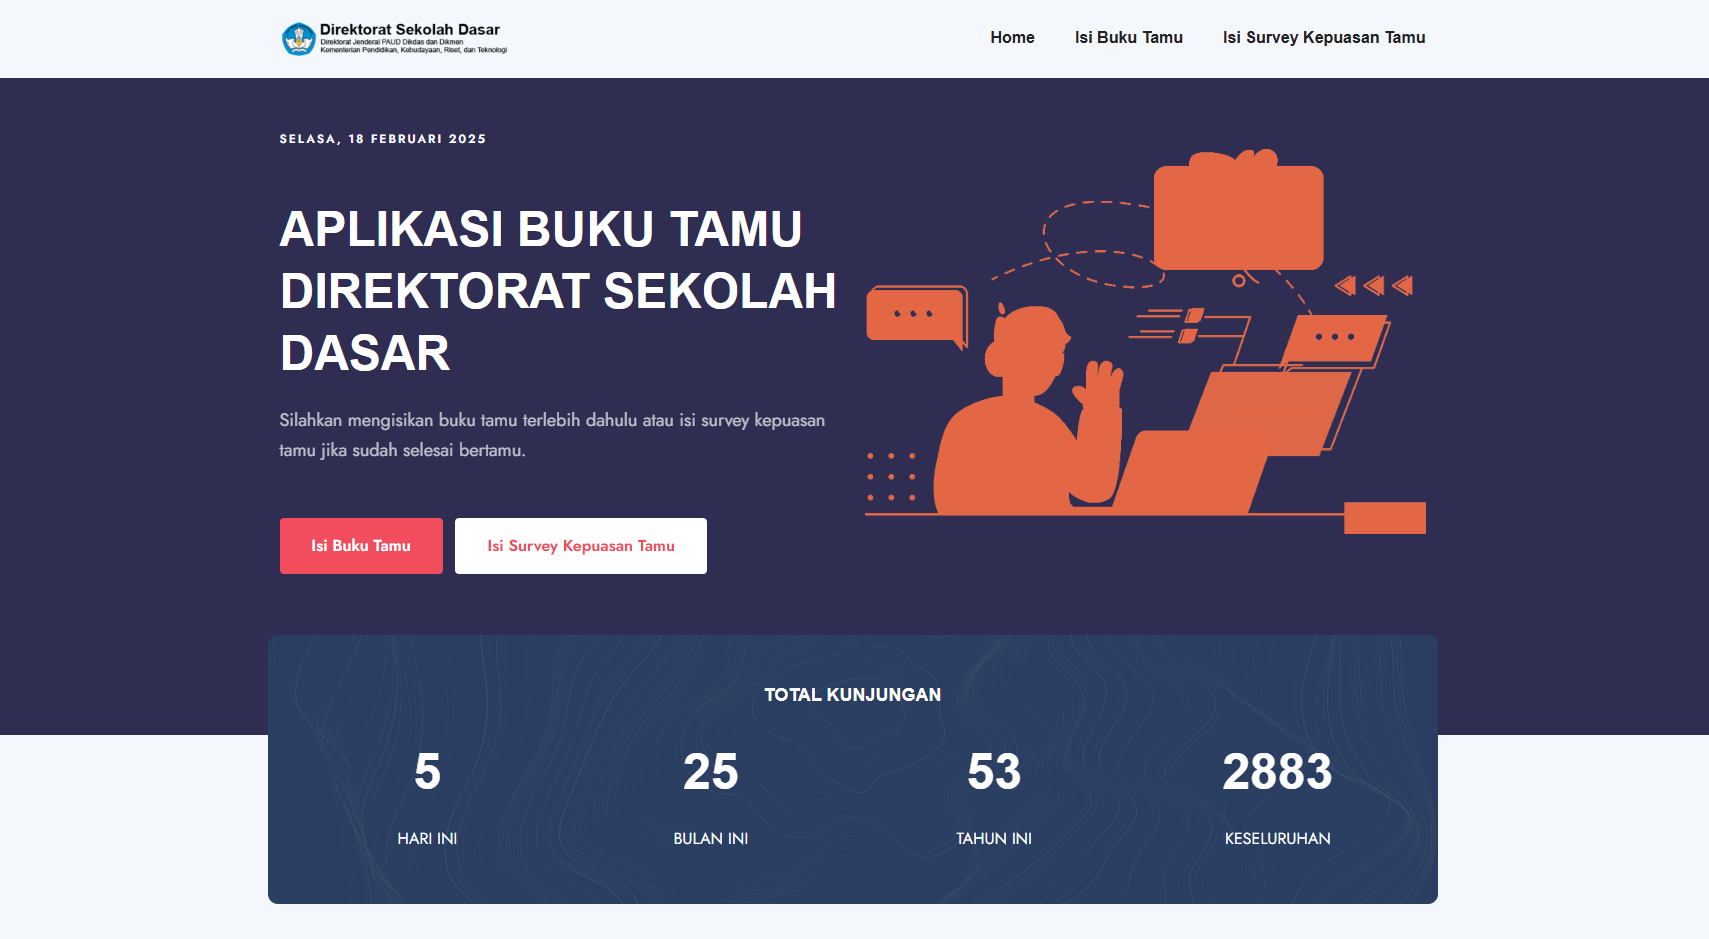 Direktorat Sekolah Dasar
Direktorat Jenderal PAUD Dikdas dan Dikmen
Kementerian Pendidikan, Kebudayaan, Riset, dan Teknologi
Home
Isi Buku Tamu
Isi Survey Kepuasan Tamu
SELASA, 18 FEBRUARI 2025
APLIKASI BUKU TAMU
DIREKTORAT SEKOLAH
DASAR
Silahkan mengisikan buku tamu terlebih dahulu atau isi survey kepuasan
tamu jika sudah selesai bertamu.
Isi Buku Tamu
Isi Survey Kepuasan Tamu
TOTAL KUNJUNGAN
5
25
53
2883
HARI INI
BULAN INI
TAHUN INI
KESELURUHAN